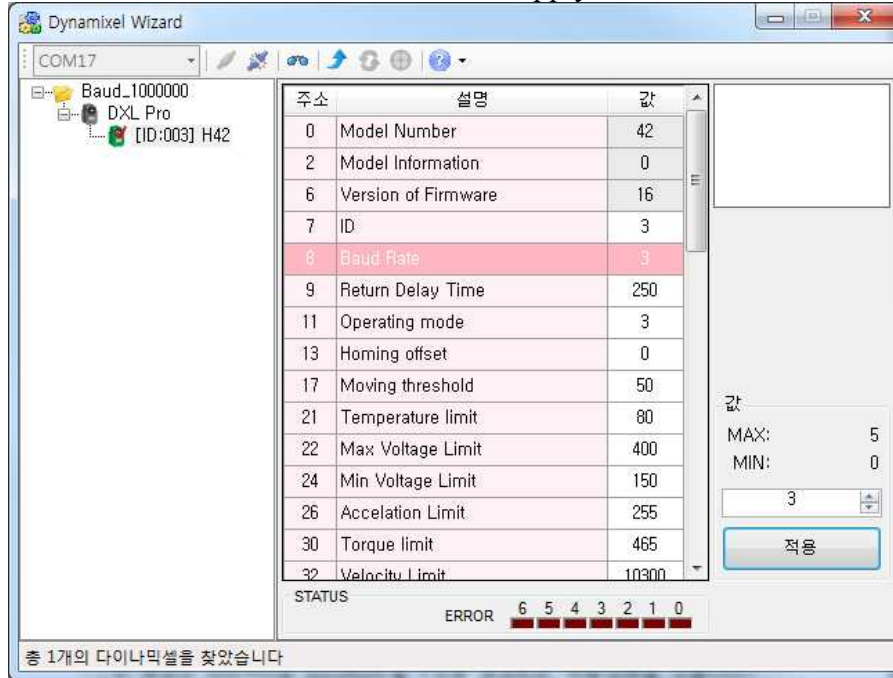 Dynamixel Wizard
COM17
Baud_1000000
DXL Pro
[ID:003] H42
주소 설명 값
0 Model Number 42
2 Model Information 0
6 Version of Firmware 16
7 ID 3
8 Baud Rate 3
9 Return Delay Time 250
11 Operating mode 3
13 Homing offset 0
17 Moving threshold 50
21 Temperature limit 80
22 Max Voltage Limit 400
24 Min Voltage Limit 150
26 Accelation Limit 255
30 Torque limit 465
32 Velocity Limit 10300
값
MAX: 5
MIN: 0
3
적용
STATUS
ERROR 6 5 4 3 2 1 0
총 1개의 다이나믹셀을 찾았습니다